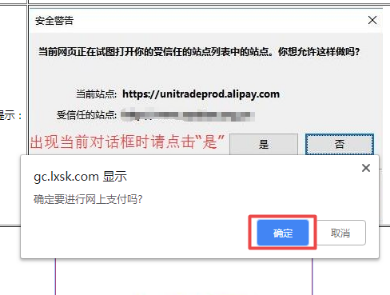 安全警告
当前网页正在试图打开你的受信任的站点列表中的站点。你想允许这样做吗?
当前站点: https://unitradeprod.alipay.com
受信任的站点:
是示：
出现当前对话框时请点击“是”
是
否
gc.lxsk.com 显示
确定要进行网上支付吗?
确定
取消